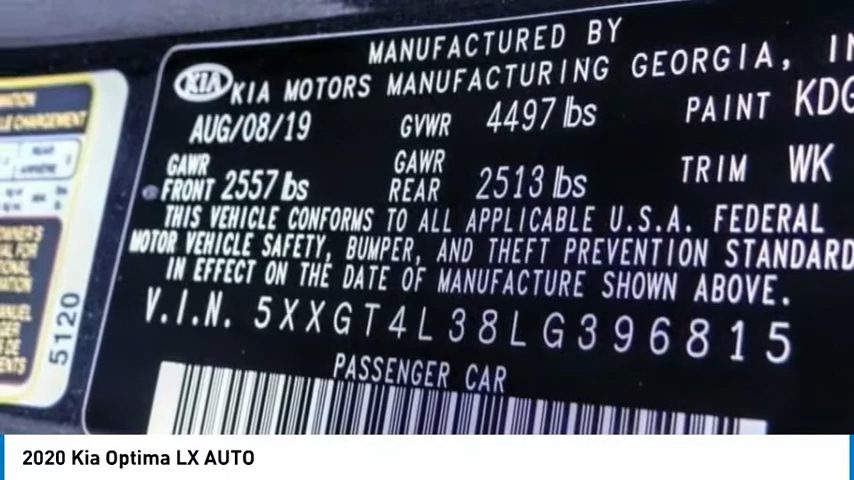 MANUFACTURED BY
KIA KIA MOTORS MANUFACTURING GEORGIA, IN
AUG/08/19 GVWR 4497 lbs PAINT KDG
GAWR FRONT 2557 lbs GAWR REAR 2513 lbs TRIM WK
THIS VEHICLE CONFORMS TO ALL APPLICABLE U.S.A. FEDERAL
MOTOR VEHICLE SAFETY, BUMPER, AND THEFT PREVENTION STANDARD
IN EFFECT ON THE DATE OF MANUFACTURE SHOWN ABOVE.
V.I.N. 5XXGT4L38LG396815
PASSENGER CAR
5120
2020 Kia Optima LX AUTO